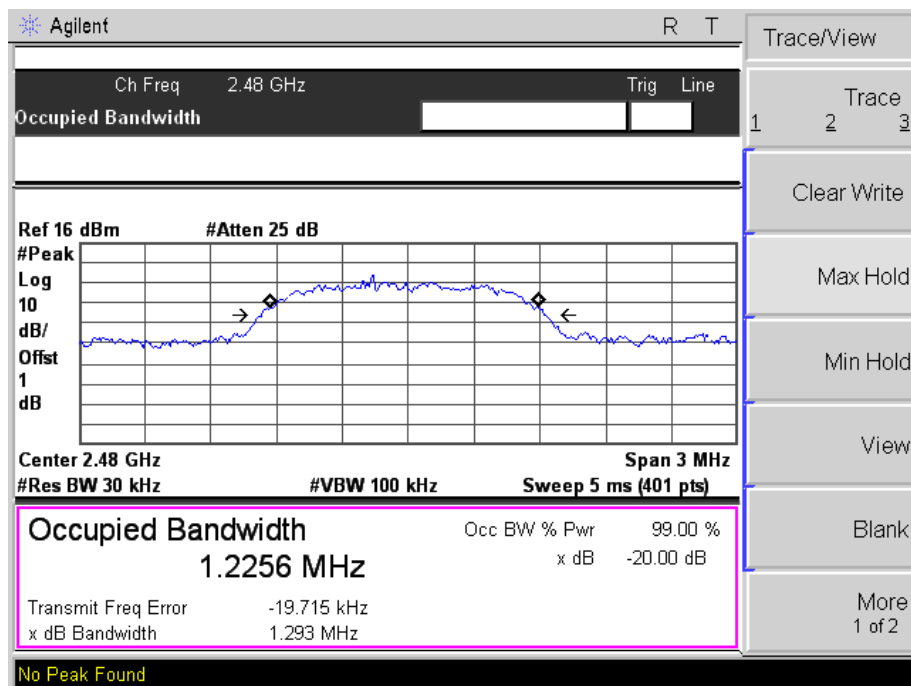 Agilent R T
Ch Freq 2.48 GHz Trig Line
Occupied Bandwidth
Ref 16 dBm #Atten 25 dB
#Peak
Log
10
dB/
Offst
1
dB
Center 2.48 GHz Span 3 MHz
#Res BW 30 kHz #VBW 100 kHz Sweep 5 ms (401 pts)
Occupied Bandwidth
1.2256 MHz
Occ BW % Pwr 99.00 %
x dB -20.00 dB
Transmit Freq Error -19.715 kHz
x dB Bandwidth 1.293 MHz
No Peak Found
Trace/View
Trace
1 2 3
Clear Write
Max Hold
Min Hold
View
Blank
More
1 of 2